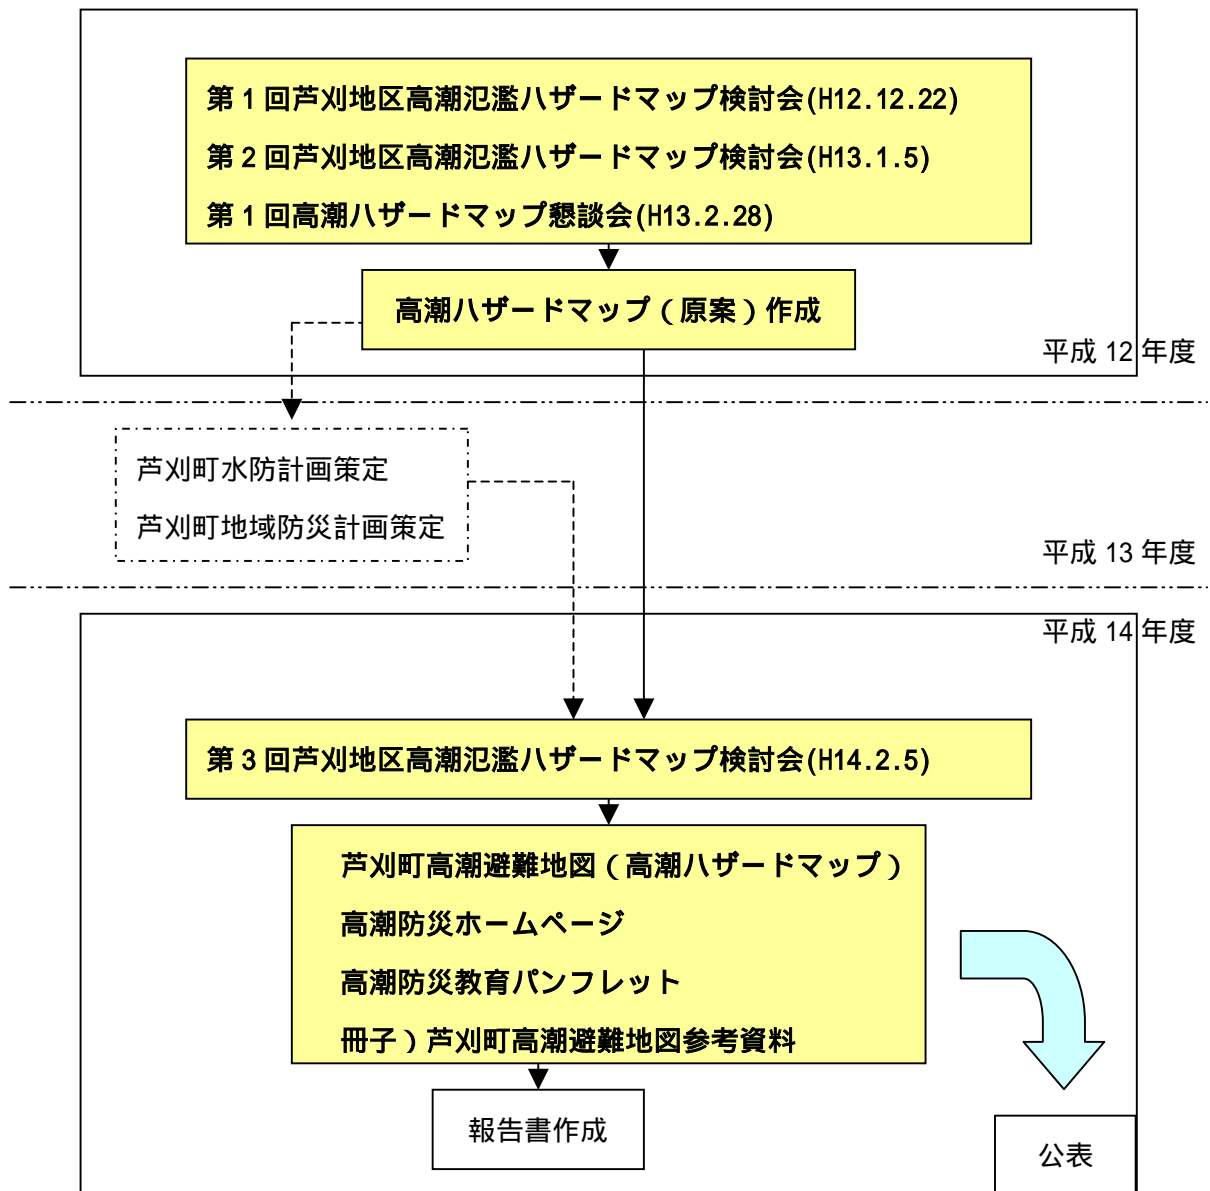 第1回芦刈地区高潮氾濫ハザードマップ検討会(H12.12.22)
第2回芦刈地区高潮氾濫ハザードマップ検討会(H13.1.5)
第1回高潮ハザードマップ懇談会(H13.2.28)
高潮ハザードマップ（原案）作成
平成12年度
芦刈町水防計画策定
芦刈町地域防災計画策定
平成13年度
平成14年度
第3回芦刈地区高潮氾濫ハザードマップ検討会(H14.2.5)
芦刈町高潮避難地図（高潮ハザードマップ）
高潮防災ホームページ
高潮防災教育パンフレット
冊子）芦刈町高潮避難地図参考資料
報告書作成
公表